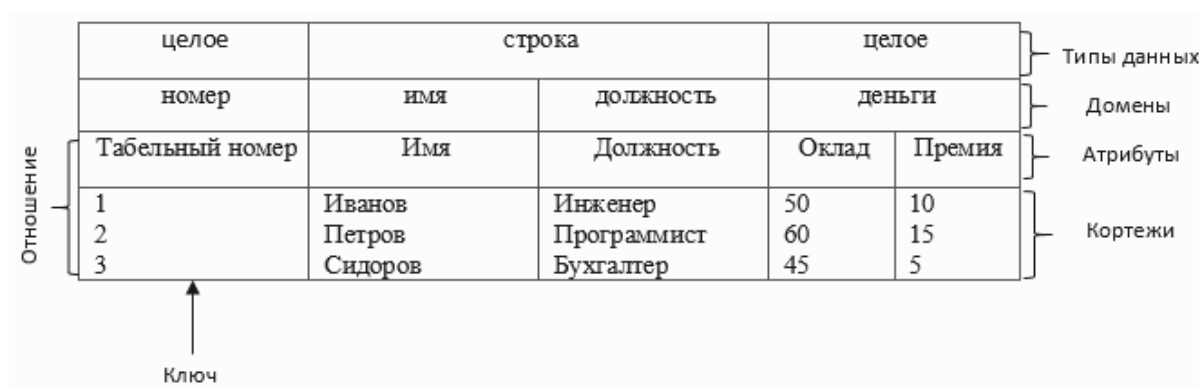 целое строка целое Типы данных
номер имя должность деньги Домены
Отношение
Табельный номер Имя Должность Оклад Премия Атрибуты
1 Иванов Инженер 50 10
2 Петров Программист 60 15 Кортежи
3 Сидоров Бухгалтер 45 5
Ключ